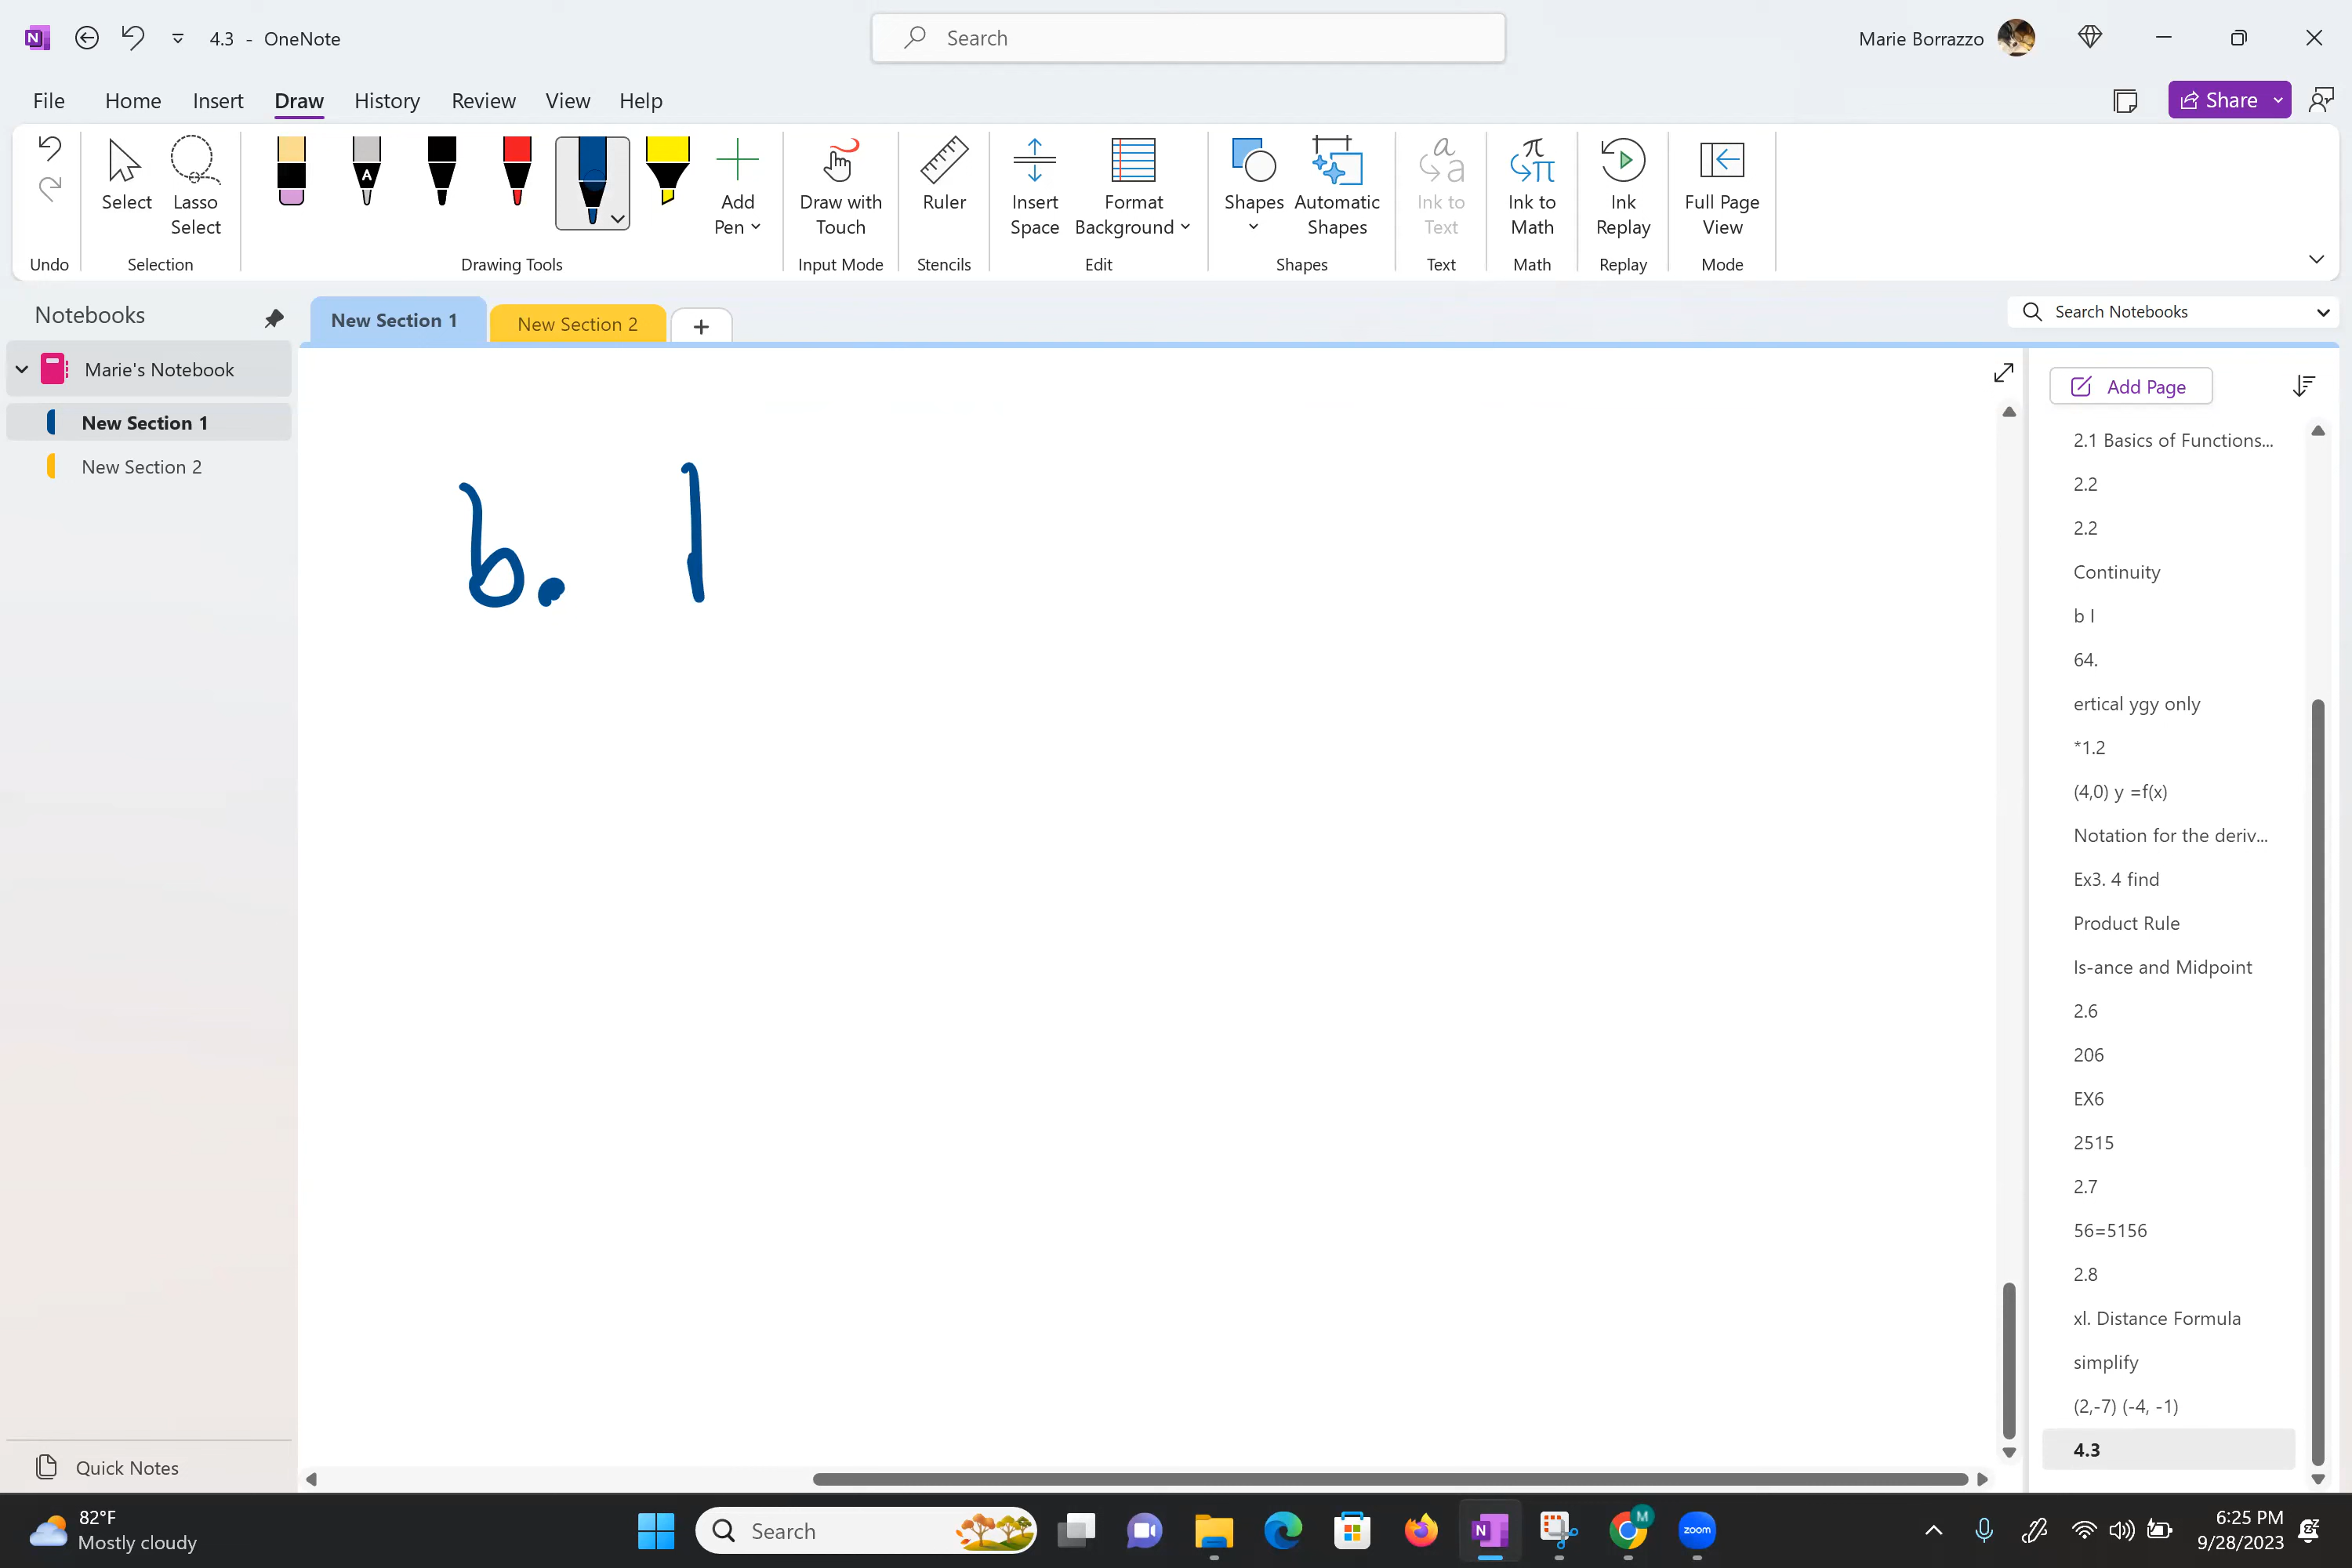 4.3 - OneNote
Search
Marie Borrazzo
File Home Insert Draw History Review View Help
Share
Select
Lasso Select
A
Add Pen
Draw with Touch
Ruler
Insert Space
Format Background
Shapes
Automatic Shapes
Ink to Text
Ink to Math
Ink Replay
Full Page View
Undo Selection Drawing Tools Input Mode Stencils Edit Shapes Text Math Replay Mode
Notebooks
New Section 1
New Section 2
+
Search Notebooks
Marie's Notebook
New Section 1
New Section 2
Quick Notes
b. 1
Add Page
2.1 Basics of Functions...
2.2
2.2
Continuity
b I
64.
ertical ygy only
*1.2
(4,0) y =f(x)
Notation for the deriv...
Ex3. 4 find
Product Rule
Is-ance and Midpoint
2.6
206
EX6
2515
2.7
56=5156
2.8
xl. Distance Formula
simplify
(2,-7) (-4, -1)
4.3
82°F
Mostly cloudy
Search
M
zoom
6:25 PM
9/28/2023